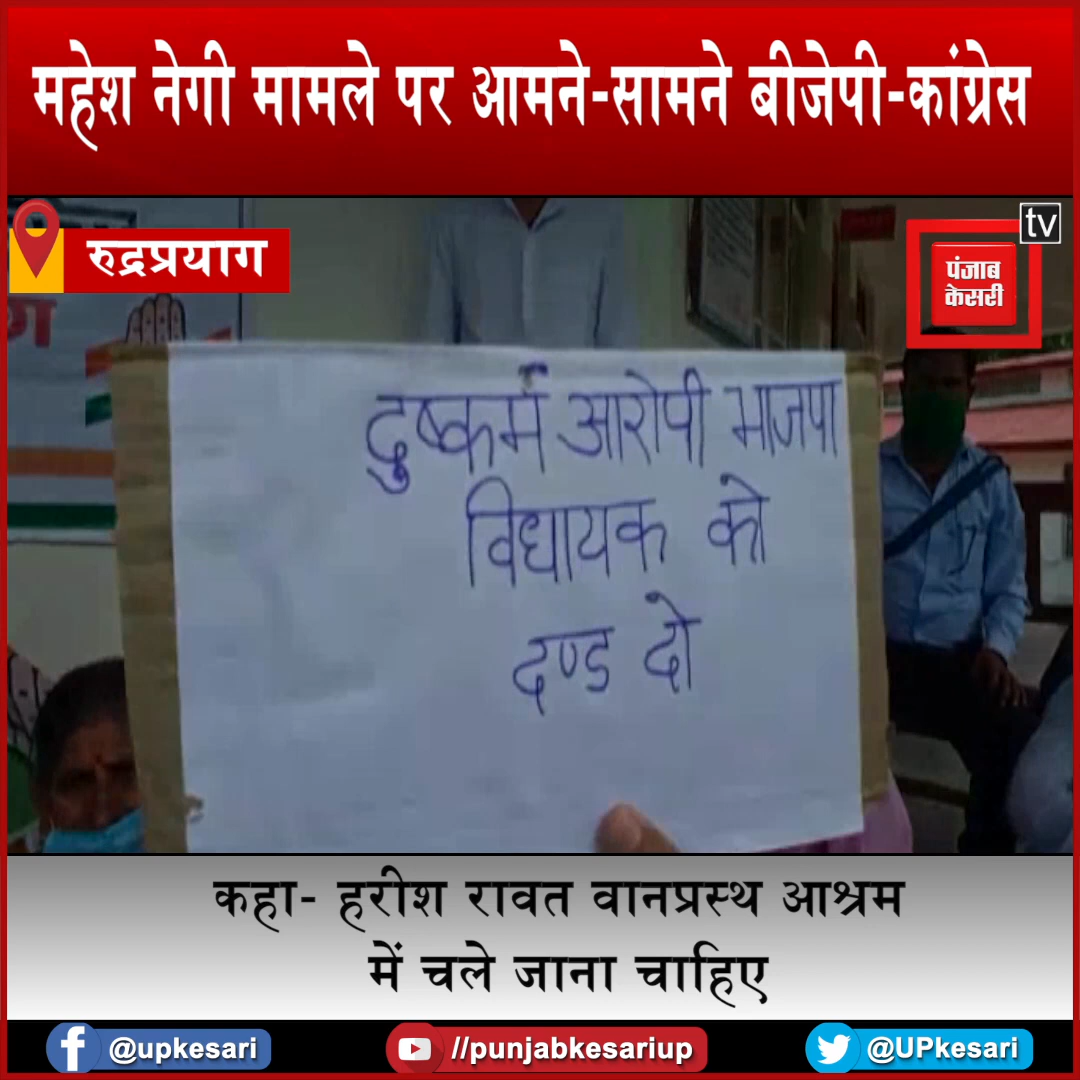 महेश नेगी मामले पर आमने-सामने बीजेपी-कांग्रेस
रुद्रप्रयाग
tv
पंजाब
केसरी
दुष्कर्म आरोपी भाजपा
विधायक को
दण्ड दो
कहा- हरीश रावत वानप्रस्थ आश्रम
में चले जाना चाहिए
@upkesari
//punjabkesariup
@UPkesari